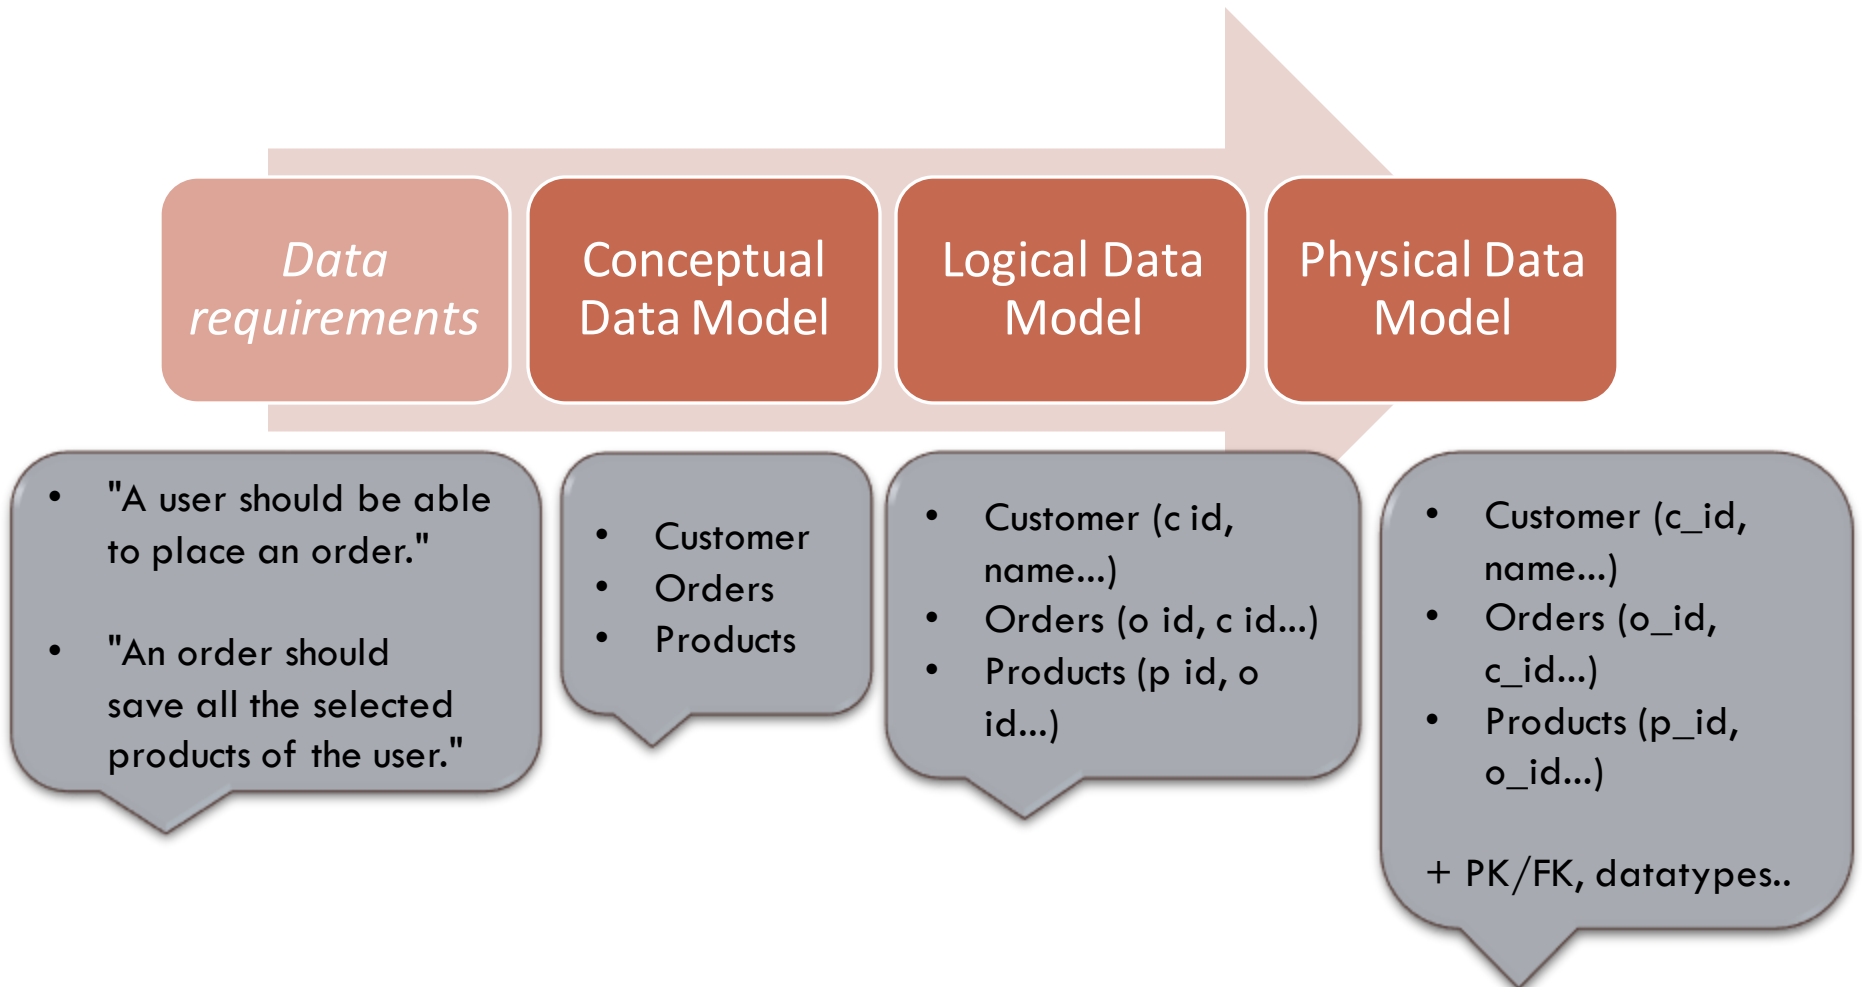 Data
requirements
Conceptual
Data Model
Logical Data
Model
Physical Data
Model
• "A user should be able
to place an order."
• "An order should
save all the selected
products of the user."
• Customer
• Orders
• Products
• Customer (c id,
name...)
• Orders (o id, c id...)
• Products (p id, o
id...)
• Customer (c_id,
name...)
• Orders (o_id,
c_id...)
• Products (p_id,
o_id...)
+ PK/FK, datatypes..